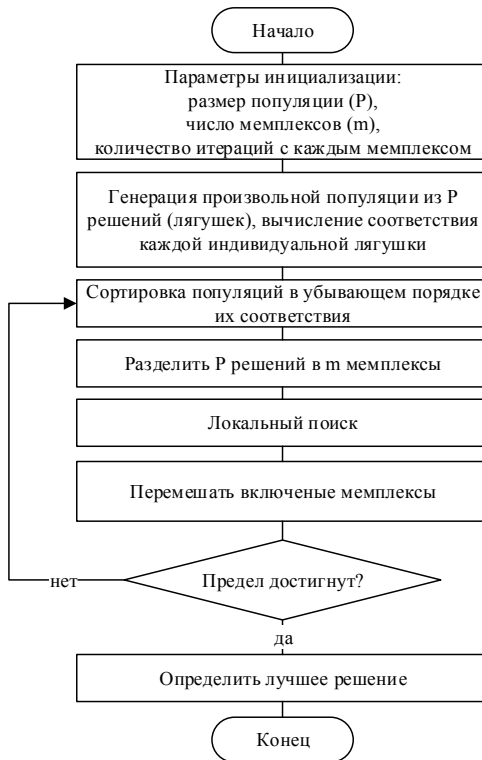 Начало
Параметры инициализации:
размер популяции (P),
число мемплексов (m),
количество итераций с каждым мемплексом
Генерация произвольной популяции из P
решений (лягушек), вычисление соответствия
каждой индивидуальной лягушки
Сортировка популяций в убывающем порядке
их соответствия
Разделить P решений в m мемплексы
Локальный поиск
Перемешать включеные мемплексы
Предел достигнут?
нет
да
Определить лучшее решение
Конец